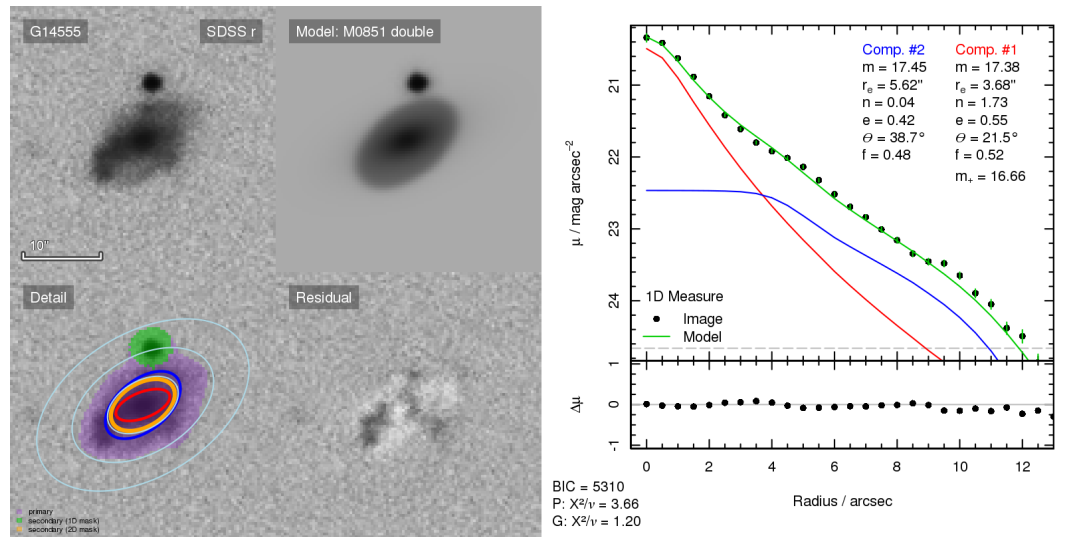 G14555
SDSS r
Model: M0851 double
10"
Detail
Residual
primary
secondary (1D mask)
secondary (2D mask)
μ / mag arcsec⁻²
21
22
23
24
Comp. #2
m = 17.45
rₑ = 5.62"
n = 0.04
e = 0.42
Θ = 38.7°
f = 0.48
Comp. #1
m = 17.38
rₑ = 3.68"
n = 1.73
e = 0.55
Θ = 21.5°
f = 0.52
m₊ = 16.66
1D Measure
Image
Model
Δμ
1
0
-1
0 2 4 6 8 10 12
Radius / arcsec
BIC = 5310
P: X²/ν = 3.66
G: X²/ν = 1.20